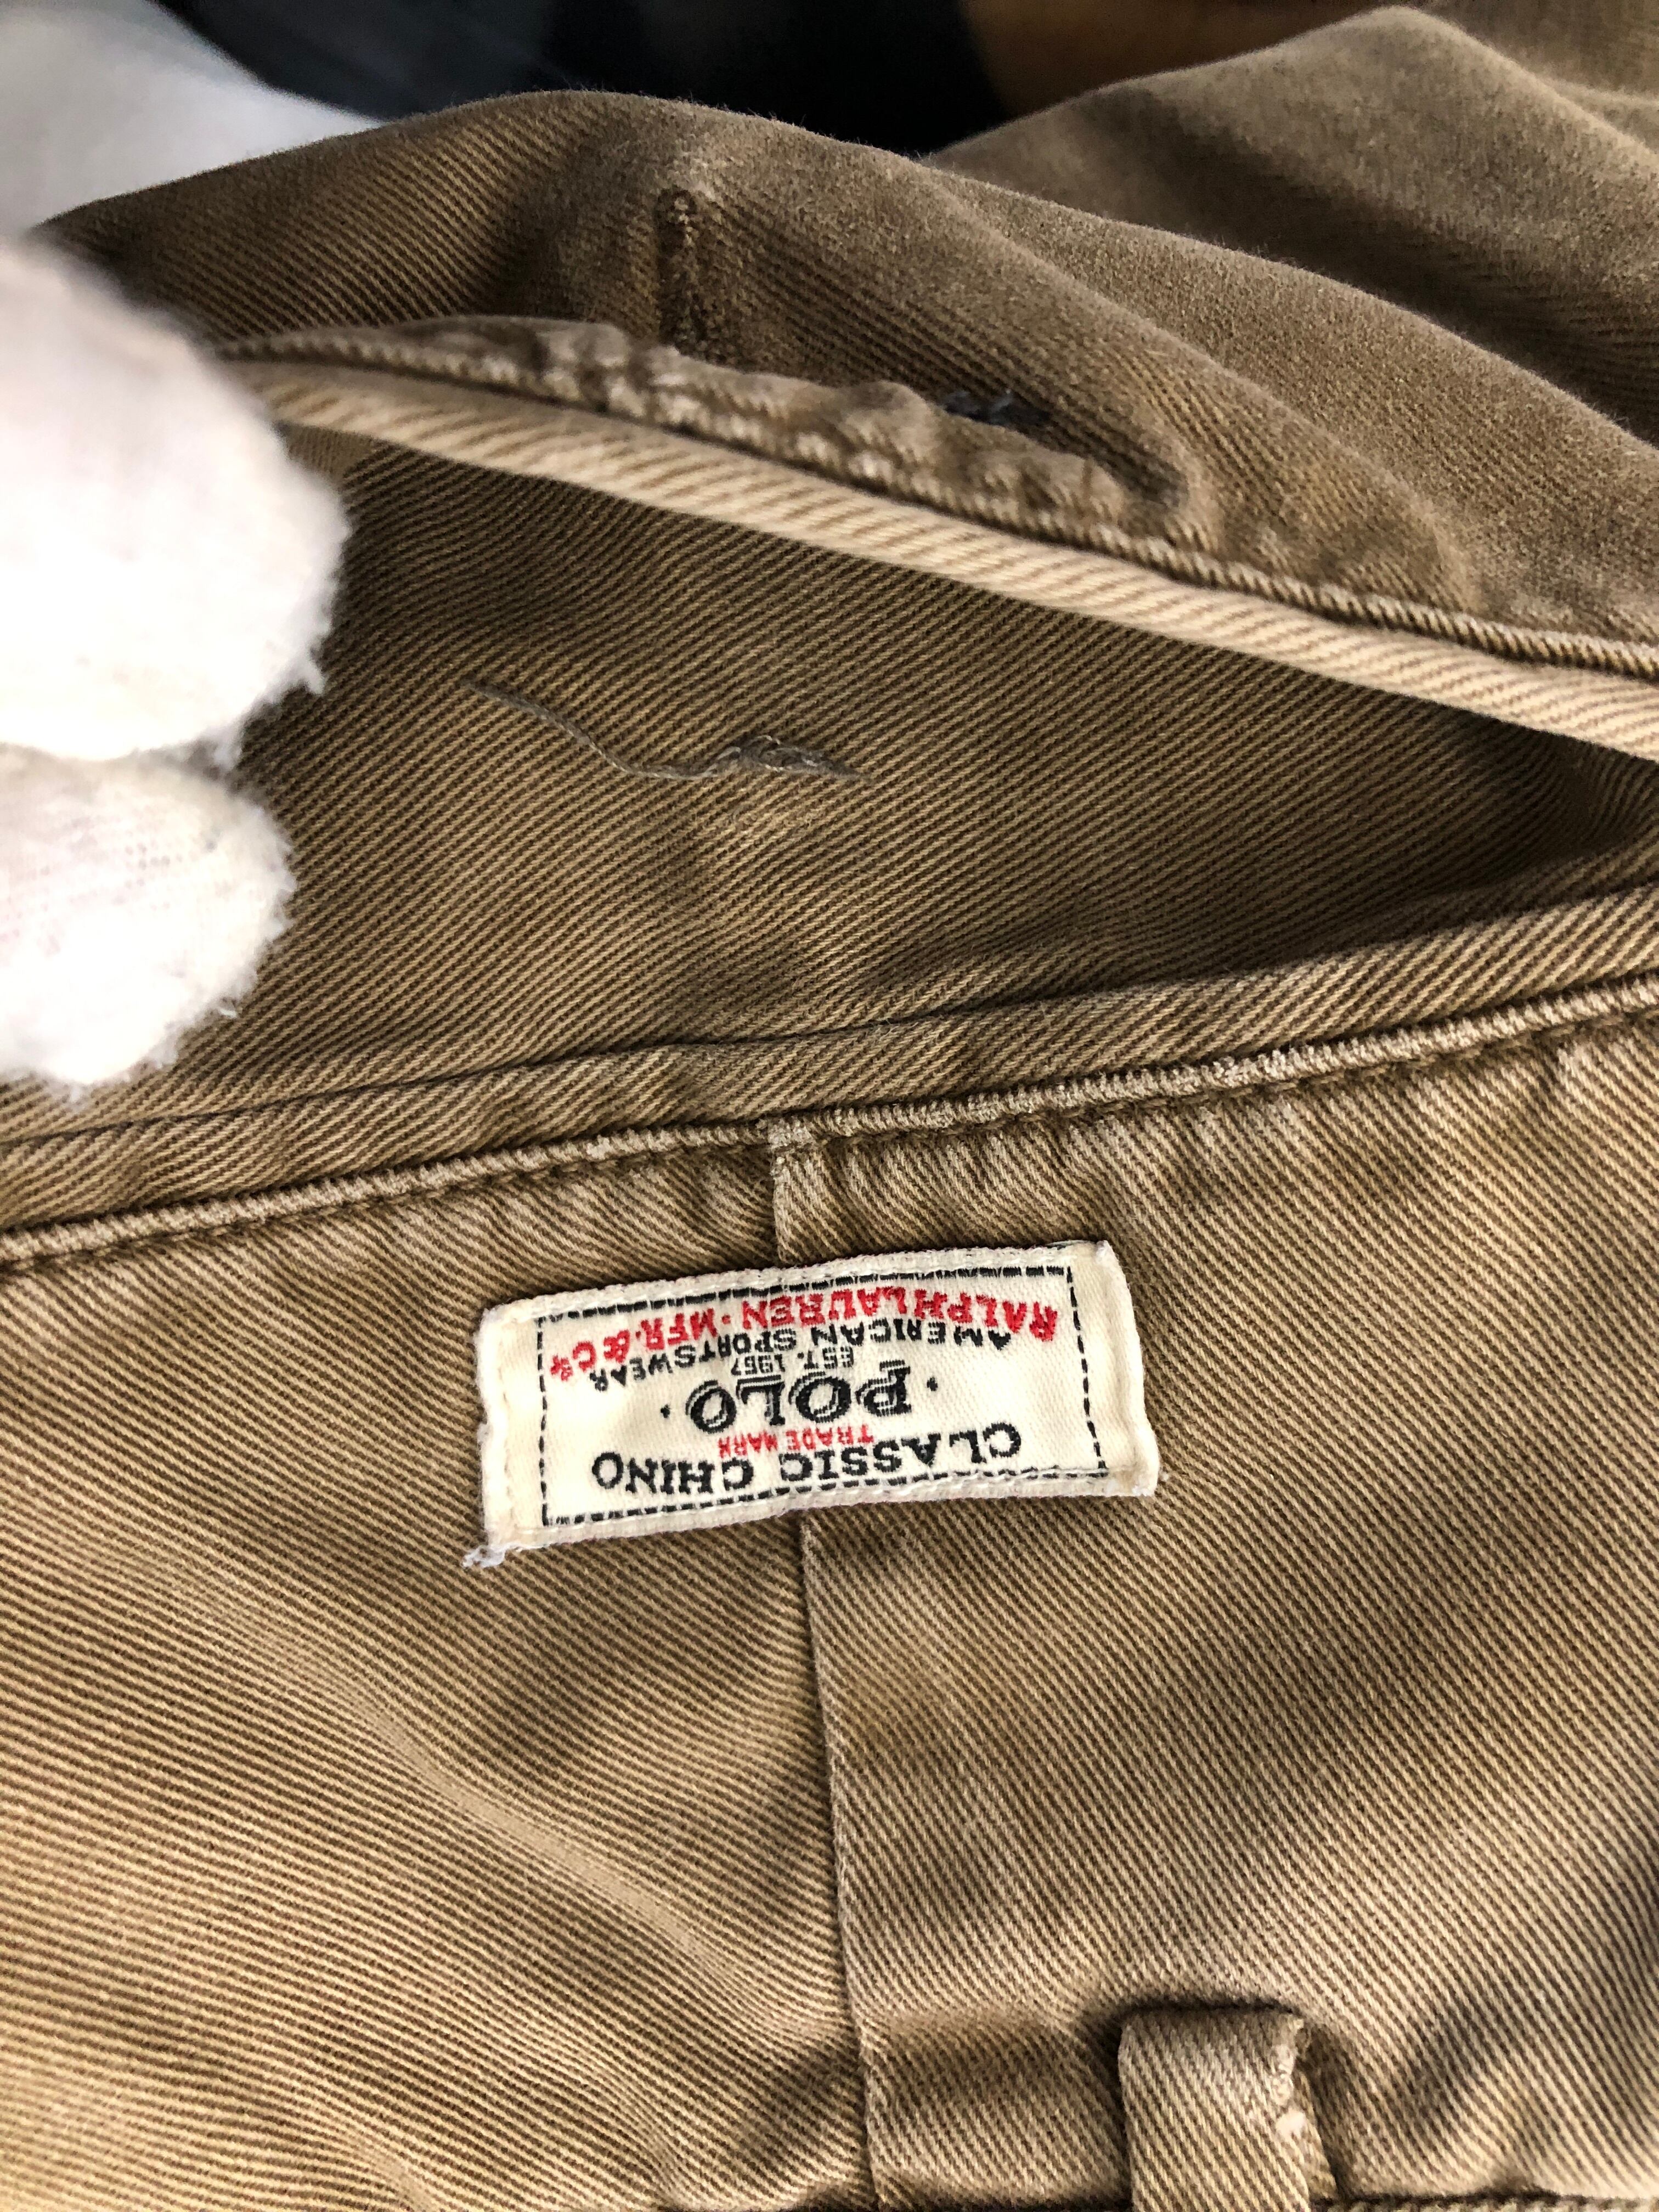 CLASSIC CHINO
TRADE MARK
· POLO ·
EST. 1967
AMERICAN SPORTSWEAR
RALPH LAUREN · MFR. & Co.